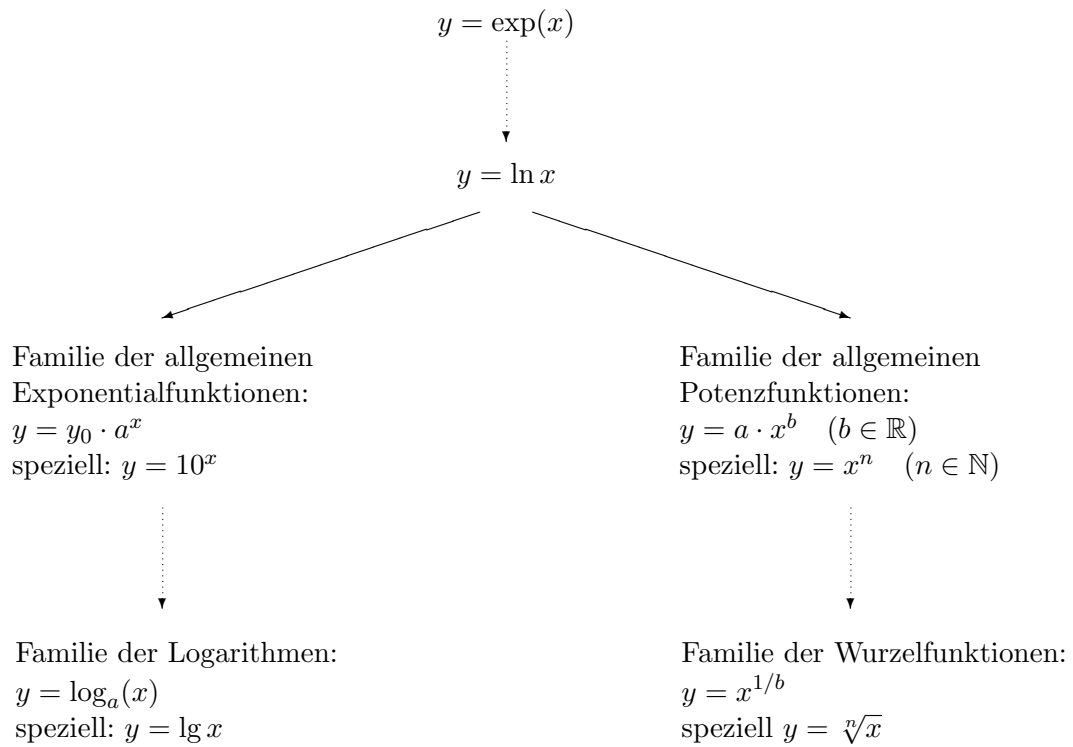 y = exp(x)
y = ln x
Familie der allgemeinen
Exponentialfunktionen:
y = y₀ · aˣ
speziell: y = 10ˣ
Familie der allgemeinen
Potenzfunktionen:
y = a · xᵇ (b ∈ ℝ)
speziell: y = xⁿ (n ∈ ℕ)
Familie der Logarithmen:
y = logₐ(x)
speziell: y = lg x
Familie der Wurzelfunktionen:
y = x^{1/b}
speziell y = ⁿ√x